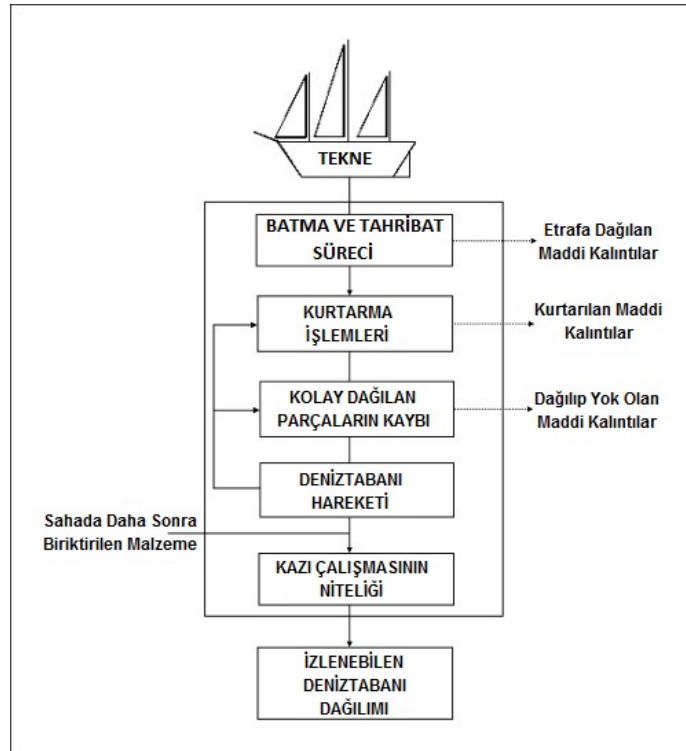 TEKNE
BATMA VE TAHRİBAT
SÜRECİ
Etrafa Dağılan
Maddi Kalıntılar
KURTARMA
İŞLEMLERİ
Kurtarılan Maddi
Kalıntılar
KOLAY DAĞILAN
PARÇALARIN KAYBI
Dağılıp Yok Olan
Maddi Kalıntılar
DENİZTABANI
HAREKETİ
Sahada Daha Sonra
Biriktirilen Malzeme
KAZI ÇALIŞMASININ
NİTELİĞİ
İZLENEBİLEN
DENİZTABANI
DAĞILIMI